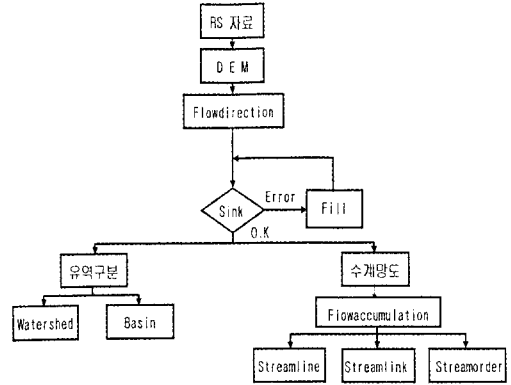 RS 자료
D E M
Flowdirection
Sink
Error
Fill
O.K
유역구분
수계망도
Watershed
Basin
Flowaccumulation
Streamline
Streamlink
Streamorder